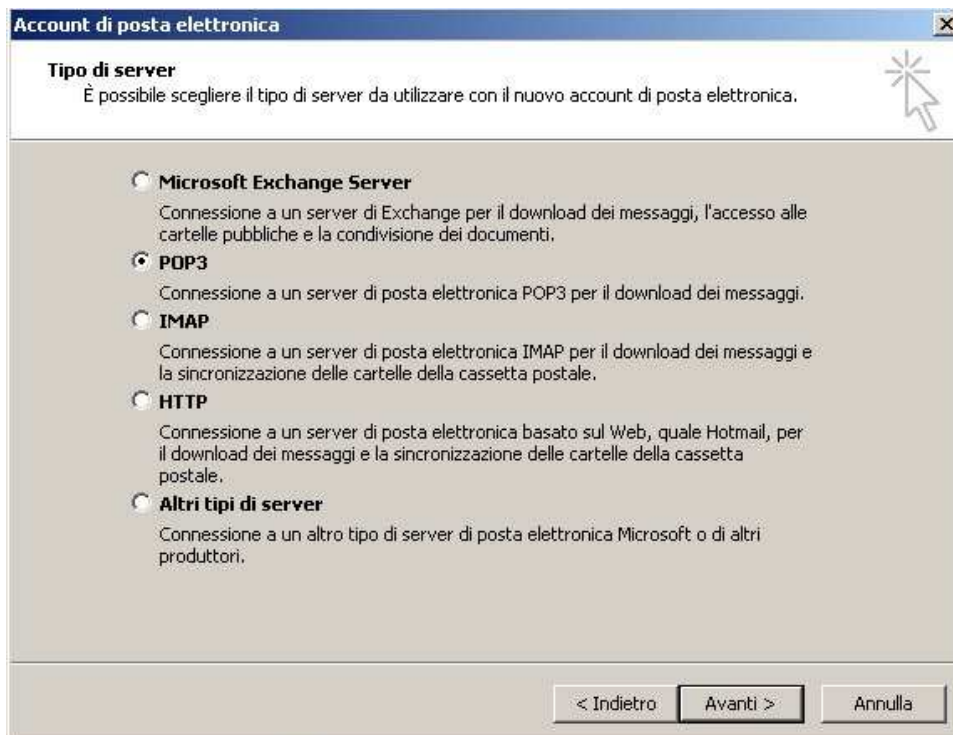 Account di posta elettronica
Tipo di server
È possibile scegliere il tipo di server da utilizzare con il nuovo account di posta elettronica.
Microsoft Exchange Server
Connessione a un server di Exchange per il download dei messaggi, l'accesso alle
cartelle pubbliche e la condivisione dei documenti.
POP3
Connessione a un server di posta elettronica POP3 per il download dei messaggi.
IMAP
Connessione a un server di posta elettronica IMAP per il download dei messaggi e
la sincronizzazione delle cartelle della cassetta postale.
HTTP
Connessione a un server di posta elettronica basato sul Web, quale Hotmail, per
il download dei messaggi e la sincronizzazione delle cartelle della cassetta
postale.
Altri tipi di server
Connessione a un altro tipo di server di posta elettronica Microsoft o di altri
produttori.
< Indietro Avanti > Annulla